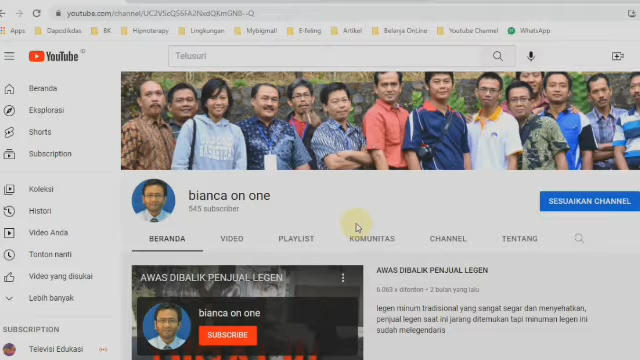 youtube.com/channel/
Apps
Dapodikdas
BK
Hipnoterapy
Lingkungan
Mybigmall
E-feling
Artikel
Belanja OnLine
Youtube Channel
WhatsApp
YouTube ID
Telusuri
Beranda
Eksplorasi
Shorts
Subscription
Koleksi
Histori
Video Anda
Tonton nanti
Video yang disukai
Lebih banyak
SUBSCRIPTION
Televisi Edukasi
bianca on one
545 subscriber
SESUAIKAN CHANNEL
BERANDA
VIDEO
PLAYLIST
KOMUNITAS
CHANNEL
TENTANG
AWAS DIBALIK PENJUAL LEGEN
bianca on one
SUBSCRIBE
AWAS DIBALIK PENJUAL LEGEN
6.063 x ditonton • 2 bulan yang lalu
legen minum tradisional yang sangat segar dan menyehatkan,
penjual legen saat ini jarang ditemukan tapi minuman legen ini
sudah melegendaris